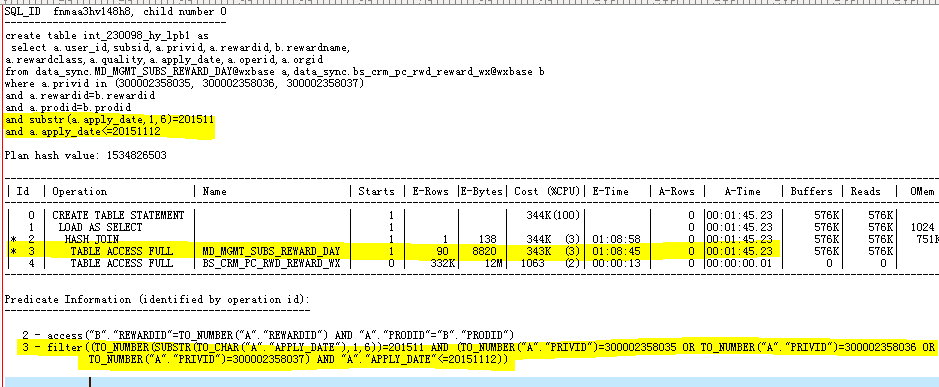 SQL_ID  fnmaa3hv148h8, child number 0
-------------------------------------
create table int_230098_hy_lpb1 as
 select a.user_id, subsid, a.privid, a.rewardid, b.rewardname,
a.rewardclass, a.quality, a.apply_date, a.operid, a.orgid
from data_sync.MD_MGMT_SUBS_REWARD_DAY@wxbase a, data_sync.bs_crm_pc_rwd_reward_wx@wxbase b
where a.privid in (300002358035, 300002358036, 300002358037)
and a.rewardid=b.rewardid
and a.prodid=b.prodid
and substr(a.apply_date,1,6)=201511
and a.apply_date<=20151112
Plan hash value: 1534826503
| Id | Operation | Name | Starts | E-Rows |E-Bytes| Cost (%CPU)| E-Time | A-Rows | A-Time | Buffers | Reads | OMem
| 0 | CREATE TABLE STATEMENT | | 1 | | | 344K(100)| | 0 |00:01:45.23 | 576K| 576K|
| 1 | LOAD AS SELECT | | 1 | | | | | 0 |00:01:45.23 | 576K| 576K| 1024
|* 2 | HASH JOIN | | 1 | 1 | 138 | 344K (3)| 01:08:58 | 0 |00:01:45.23 | 576K| 576K| 751K
|* 3 | TABLE ACCESS FULL | MD_MGMT_SUBS_REWARD_DAY | 1 | 90 | 8820 | 343K (3)| 01:08:45 | 0 |00:01:45.23 | 576K| 576K|
| 4 | TABLE ACCESS FULL | BS_CRM_PC_RWD_REWARD_WX | 0 | 332K| 12M| 1063 (2)| 00:00:13 | 0 |00:00:00.01 | 0 | 0 |
Predicate Information (identified by operation id):
---------------------------------------------------
2 - access("B"."REWARDID"=TO_NUMBER("A"."REWARDID") AND "A"."PRODID"="B"."PRODID")
3 - filter((TO_NUMBER(SUBSTR(TO_CHAR("A"."APPLY_DATE"),1,6))=201511 AND (TO_NUMBER("A"."PRIVID")=300002358035 OR TO_NUMBER("A"."PRIVID")=300002358036 OR
TO_NUMBER("A"."PRIVID")=300002358037) AND "A"."APPLY_DATE"<=20151112))